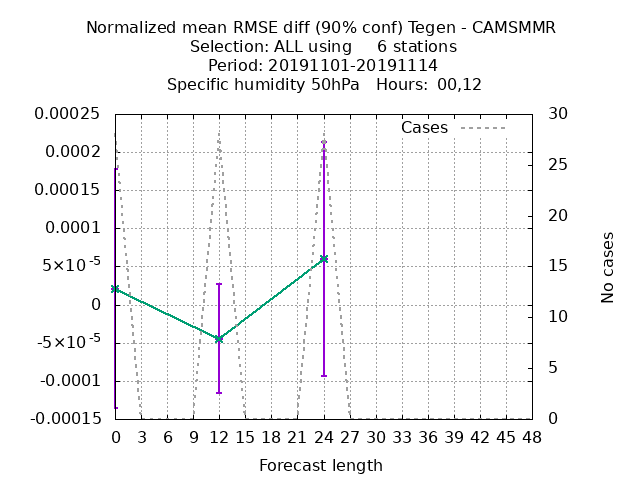 Normalized mean RMSE diff (90% conf) Tegen - CAMSMMR
Selection: ALL using 6 stations
Period: 20191101-20191114
Specific humidity 50hPa Hours: 00,12
Cases
0.00025
0.0002
0.00015
0.0001
5×10⁻⁵
0
-5×10⁻⁵
-0.0001
-0.00015
30
25
20
15
10
5
0
No cases
0 3 6 9 12 15 18 21 24 27 30 33 36 39 42 45 48
Forecast length